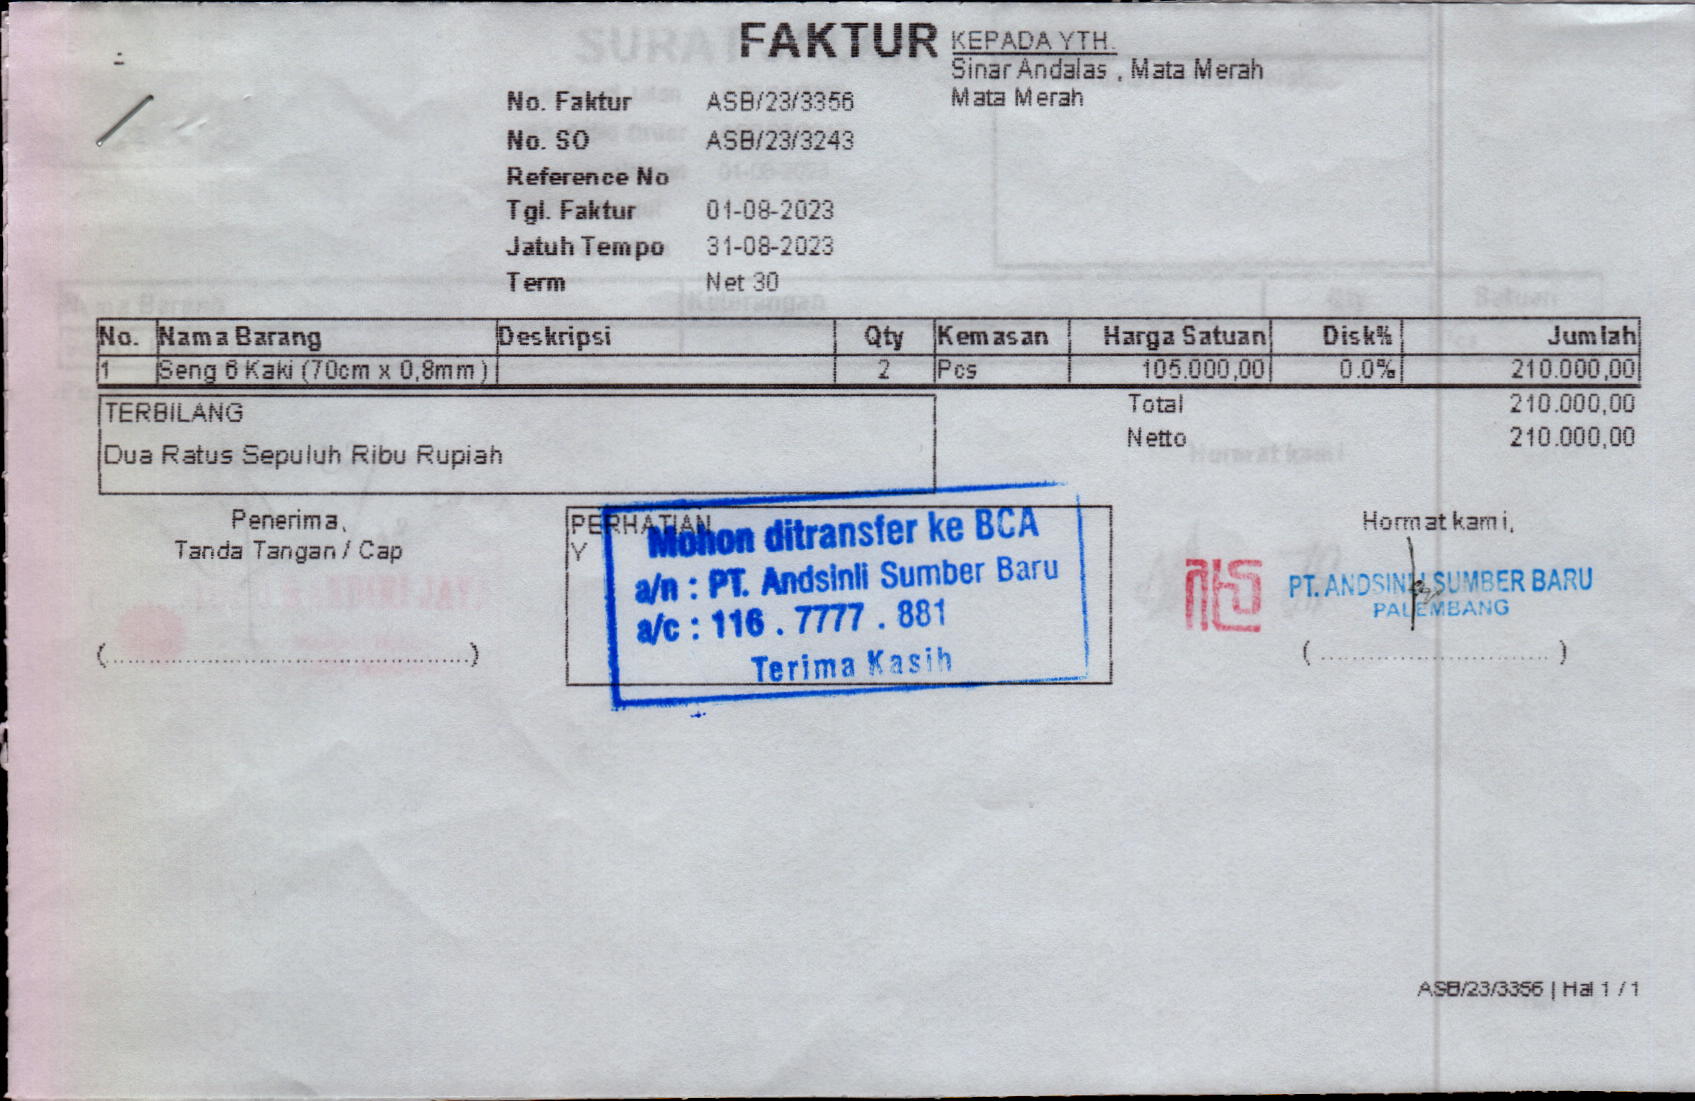 FAKTUR
KEPADA YTH.
Sinar Andalas , Mata Merah
Mata Merah
No. Faktur ASB/23/3356
No. SO ASB/23/3243
Reference No
Tgl. Faktur 01-08-2023
Jatuh Tempo 31-08-2023
Term Net 30
No. Nama Barang Deskripsi Qty Kemasan Harga Satuan Disk% Jumlah
1 Seng 6 Kaki (70cm x 0,8mm) 2 Pcs 105.000,00 0.0% 210.000,00
TERBILANG
Dua Ratus Sepuluh Ribu Rupiah
Total 210.000,00
Netto 210.000,00
Penerima,
Tanda Tangan / Cap
(....................................................)
PERHATIAN
Y
Mohon ditransfer ke BCA
a/n : PT. Andsinli Sumber Baru
a/c : 116 . 7777 . 881
Terima Kasih
Hormat kami,
PT. ANDSINLI SUMBER BARU
PALEMBANG
(..................................)
ASB/23/3356 | Hal 1 / 1